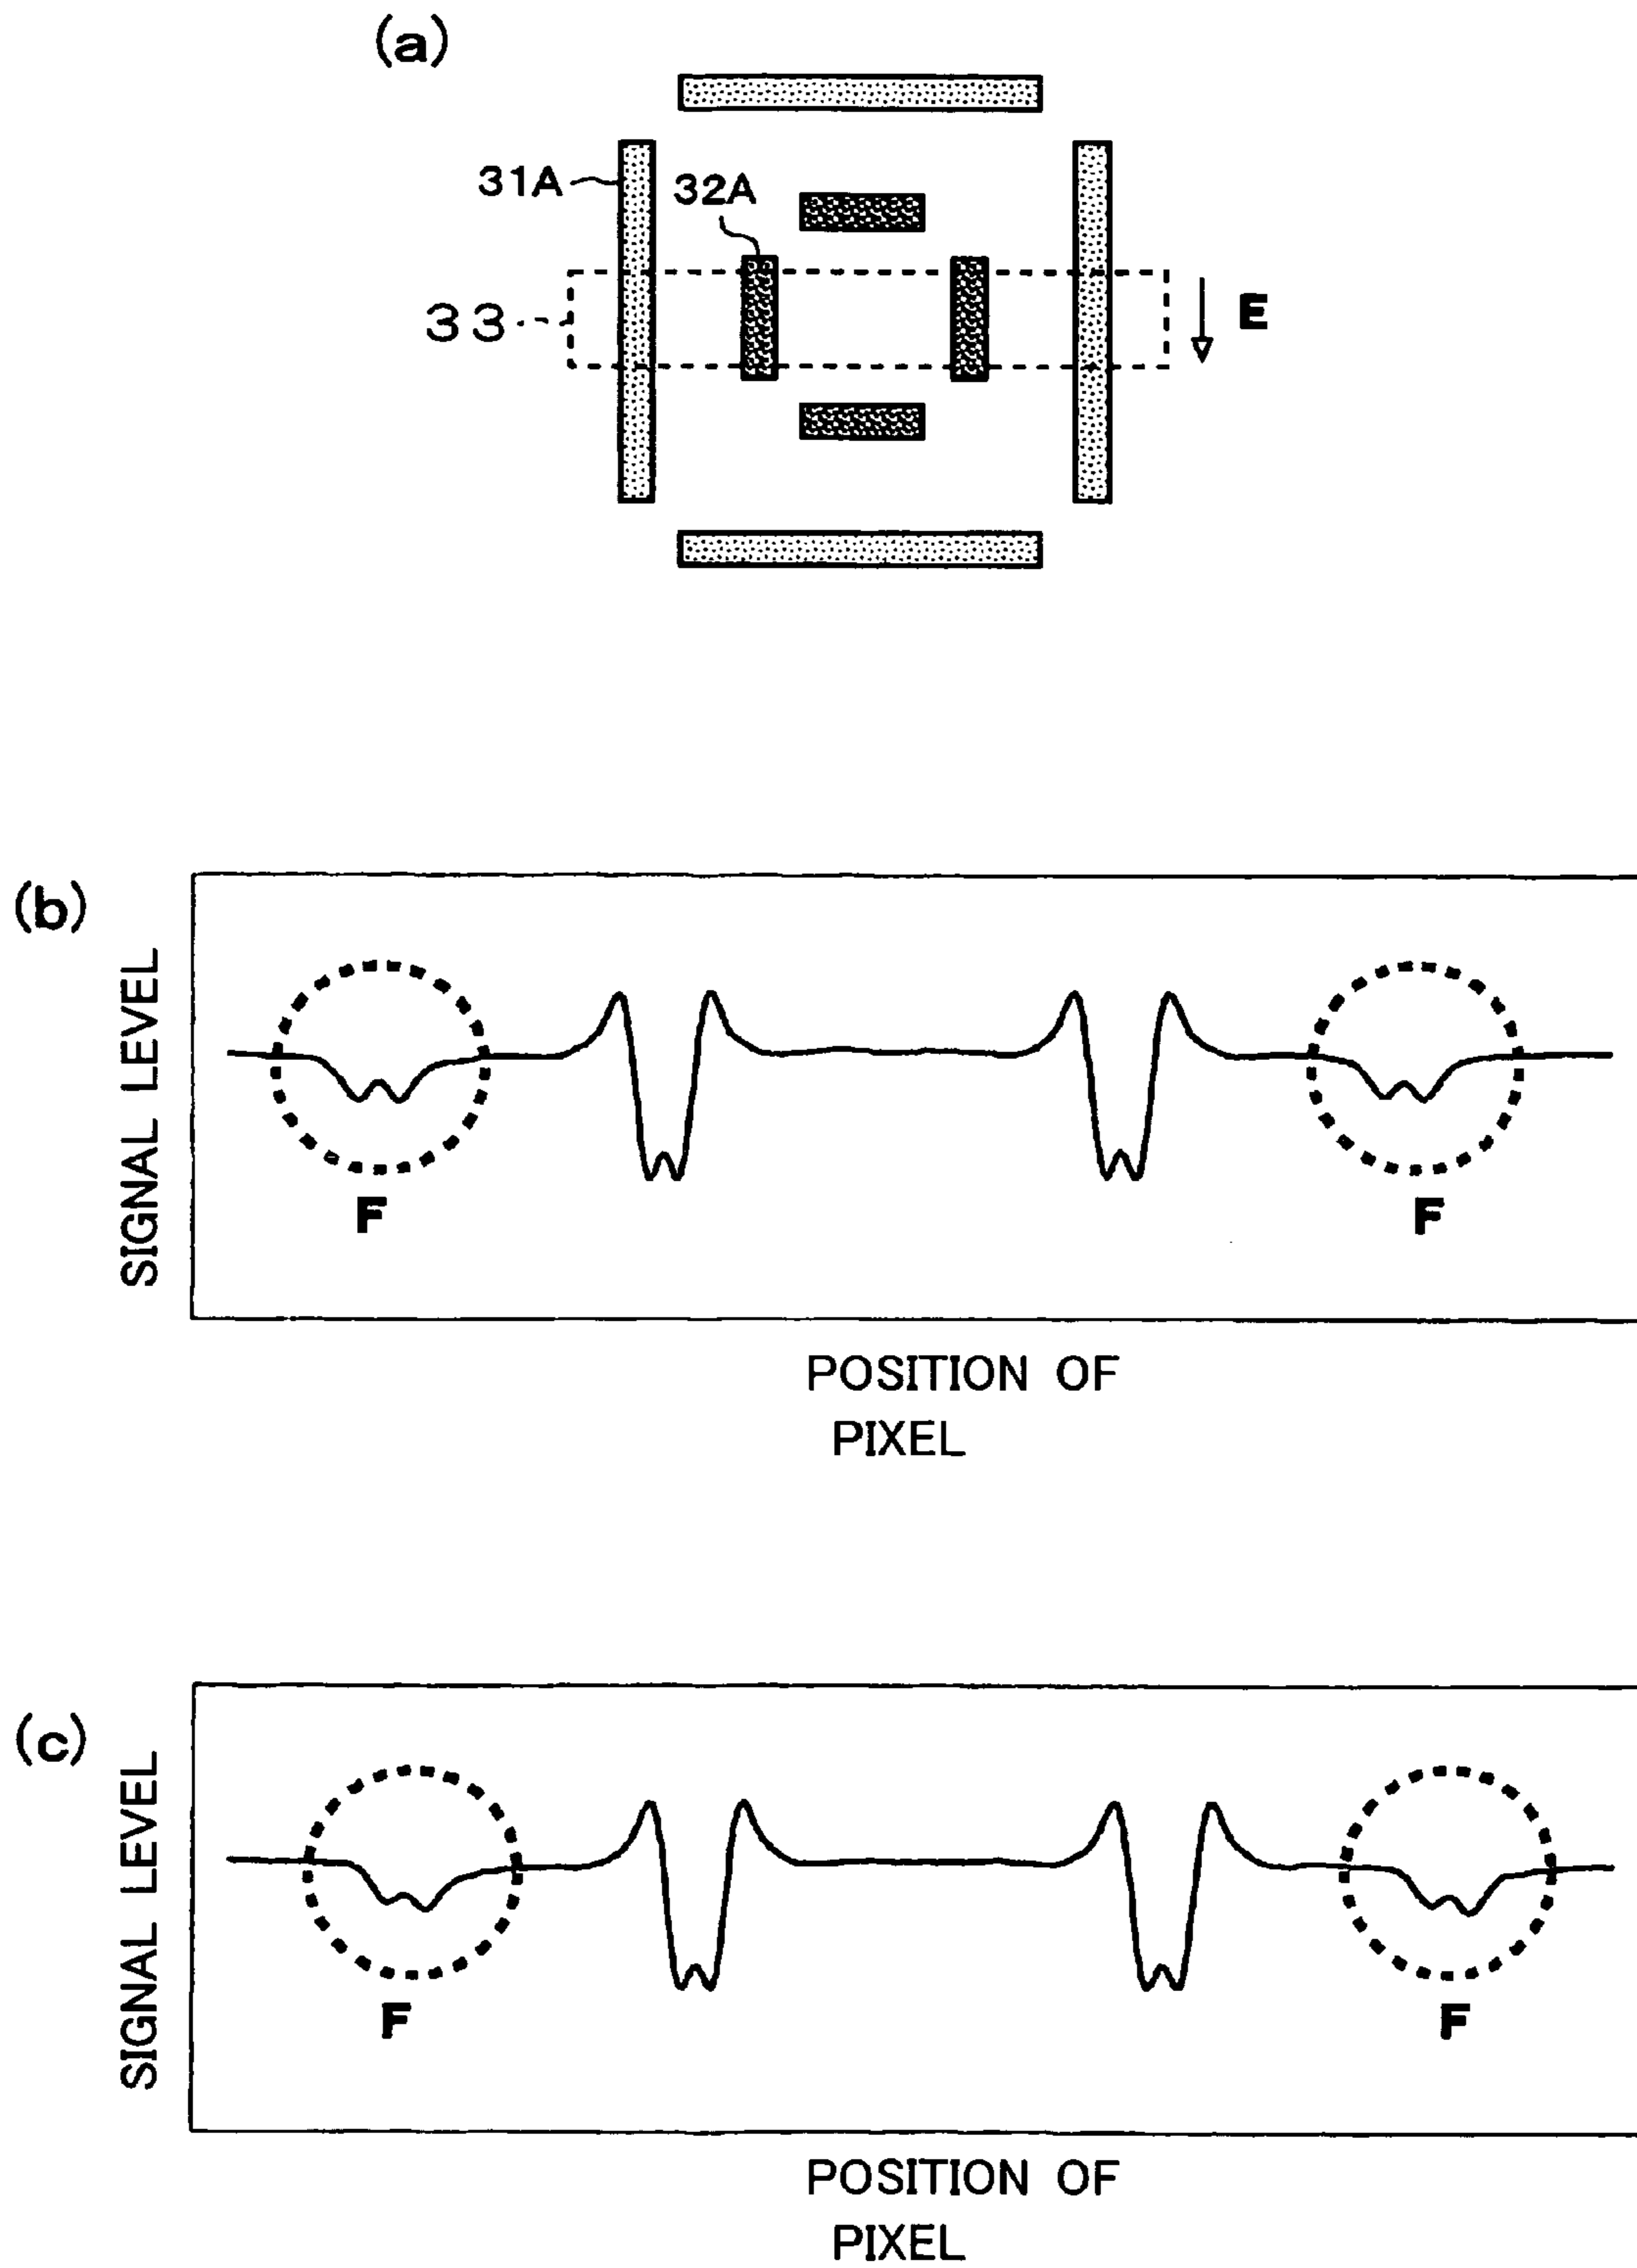 (a)
31A
32A
33
E
(b)
SIGNAL LEVEL
F
F
POSITION OF
PIXEL
(c)
SIGNAL LEVEL
F
F
POSITION OF
PIXEL